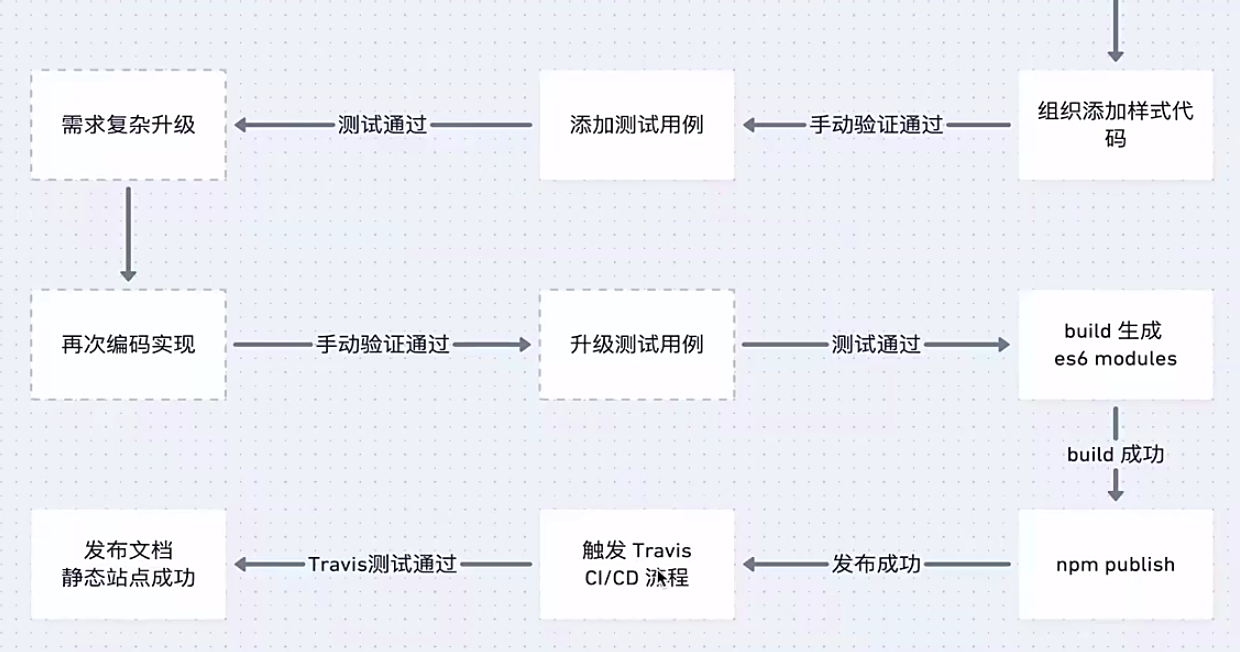 需求复杂升级
测试通过
添加测试用例
手动验证通过
组织添加样式代
码
再次编码实现
手动验证通过
升级测试用例
测试通过
build 生成
es6 modules
build 成功
发布文档
静态站点成功
Travis测试通过
触发 Travis
CI/CD 流程
发布成功
npm publish